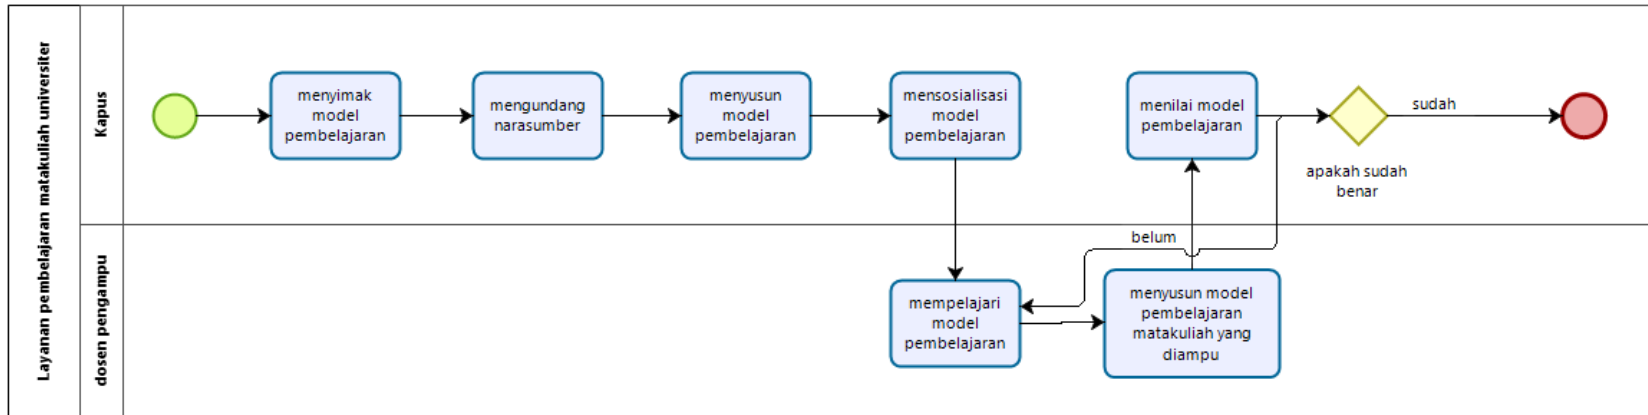 Layanan pembelajaran matakuliah universiter
Kapus
menyimak
model
pembelajaran
mengundang
narasumber
menyusun
model
pembelajaran
mensosialisasi
model
pembelajaran
menilai model
pembelajaran
apakah sudah
benar
sudah
belum
dosen pengampu
mempelajari
model
pembelajaran
menyusun model
pembelajaran
matakuliah yang
diampu